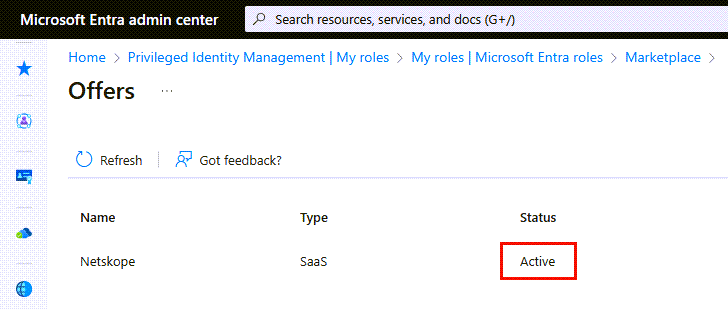 Microsoft Entra admin center Search resources, services, and docs (G+/)
Home > Privileged Identity Management | My roles > My roles | Microsoft Entra roles > Marketplace >
Offers ...
Refresh | Got feedback?
Name Type Status
Netskope SaaS Active